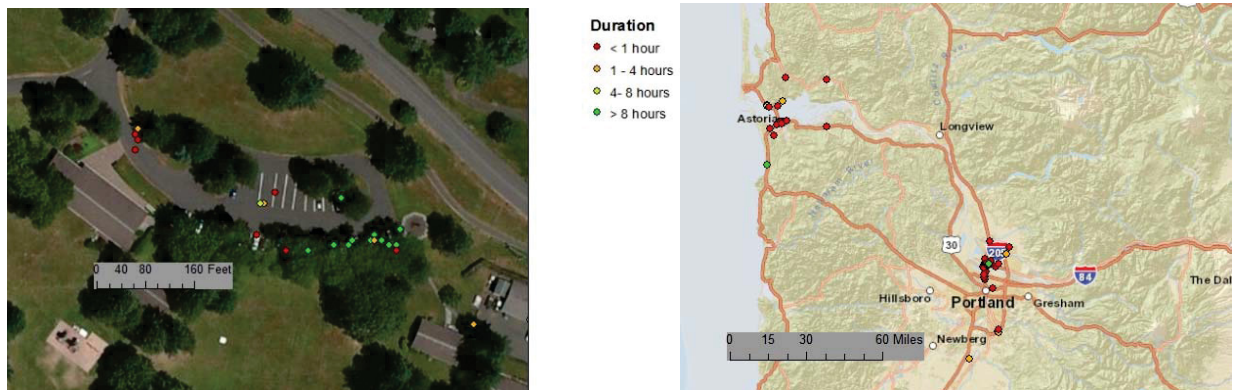 0 40 80 160 Feet
Duration
< 1 hour
1 - 4 hours
4- 8 hours
> 8 hours
Astoria
Longview
30
205
84
The Dal
Hillsboro
Portland
Gresham
Newberg
0 15 30 60 Miles